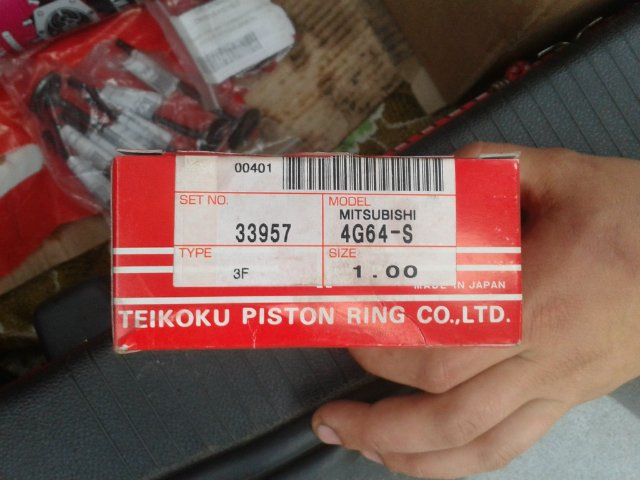 00401
SET NO.
33957
MODEL
MITSUBISHI
4G64-S
TYPE
3F
SIZE
1.00
MADE IN JAPAN
TEIKOKU PISTON RING CO.,LTD.